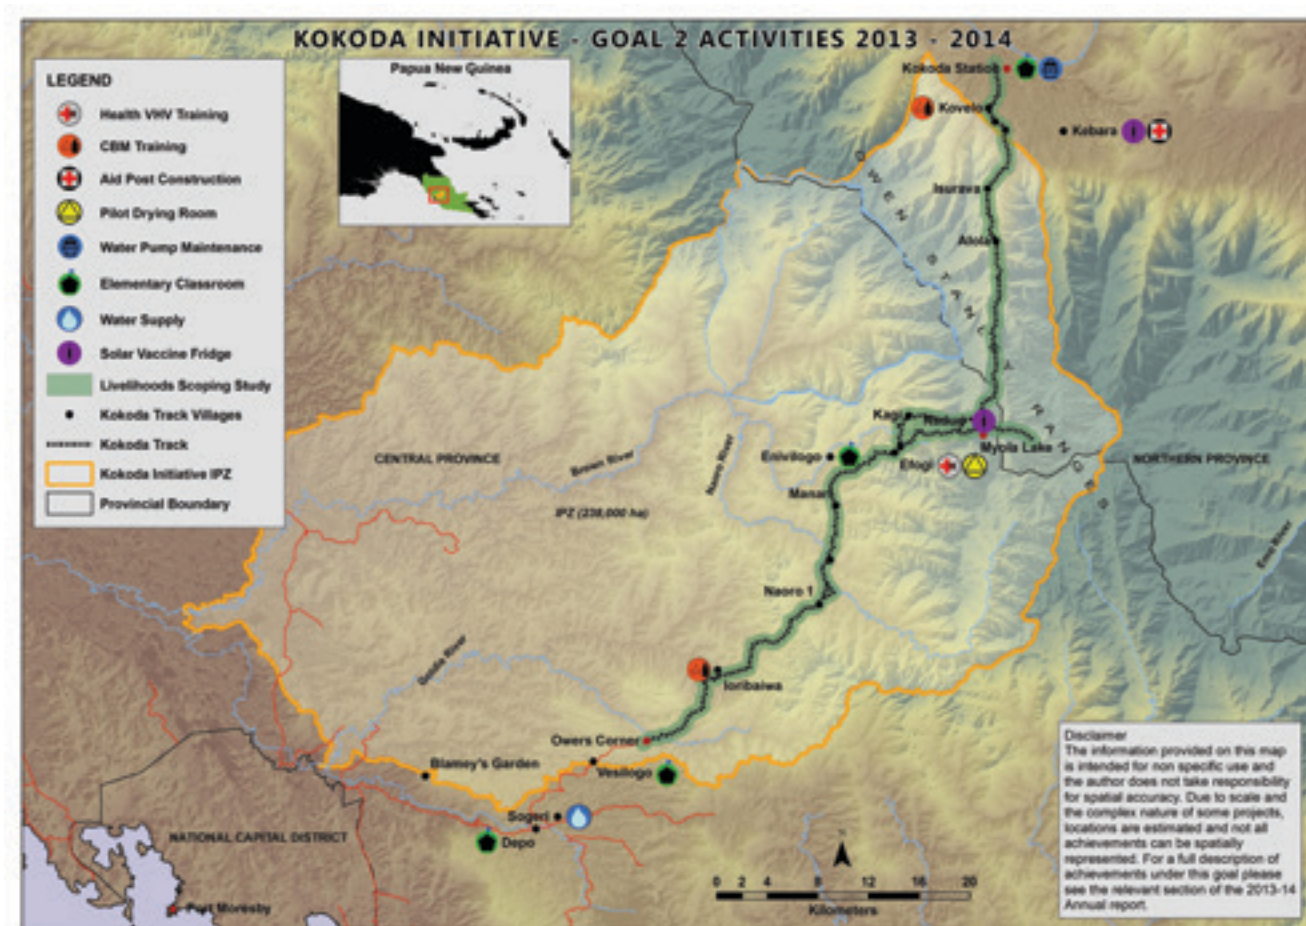 KOKODA INITIATIVE - GOAL 2 ACTIVITIES 2013 - 2014
LEGEND
Health VHV Training
CBM Training
Aid Post Construction
Pilot Drying Room
Water Pump Maintenance
Elementary Classroom
Water Supply
Solar Vaccine Fridge
Livelihoods Scoping Study
Kokoda Track Villages
Kokoda Track
Kokoda Initiative IPZ
Provincial Boundary
Papua New Guinea
Kokoda Station
Kovelo
Kebara
Isurava
Alola
OWEN STANLEY RANGES
Kagi
Myola Lake
Efogi
Enivilogo
Manari
CENTRAL PROVINCE
Brown River
Naoro River
IPZ (238,000 ha)
NORTHERN PROVINCE
Naoro 1
Goldie River
Ioribaiwa
Owers Corner
Blamey's Garden
Vesilogo
Sogeri
Depo
NATIONAL CAPITAL DISTRICT
Port Moresby
N
0 2 4 8 12 16 20
Kilometers
Disclaimer
The information provided on this map
is intended for non specific use and
the author does not take responsibility
for spatial accuracy. Due to scale and
the complex nature of some projects,
locations are estimated and not all
achievements can be spatially
represented. For a full description of
achievements under this goal please
see the relevant section of the 2013-14
Annual report.